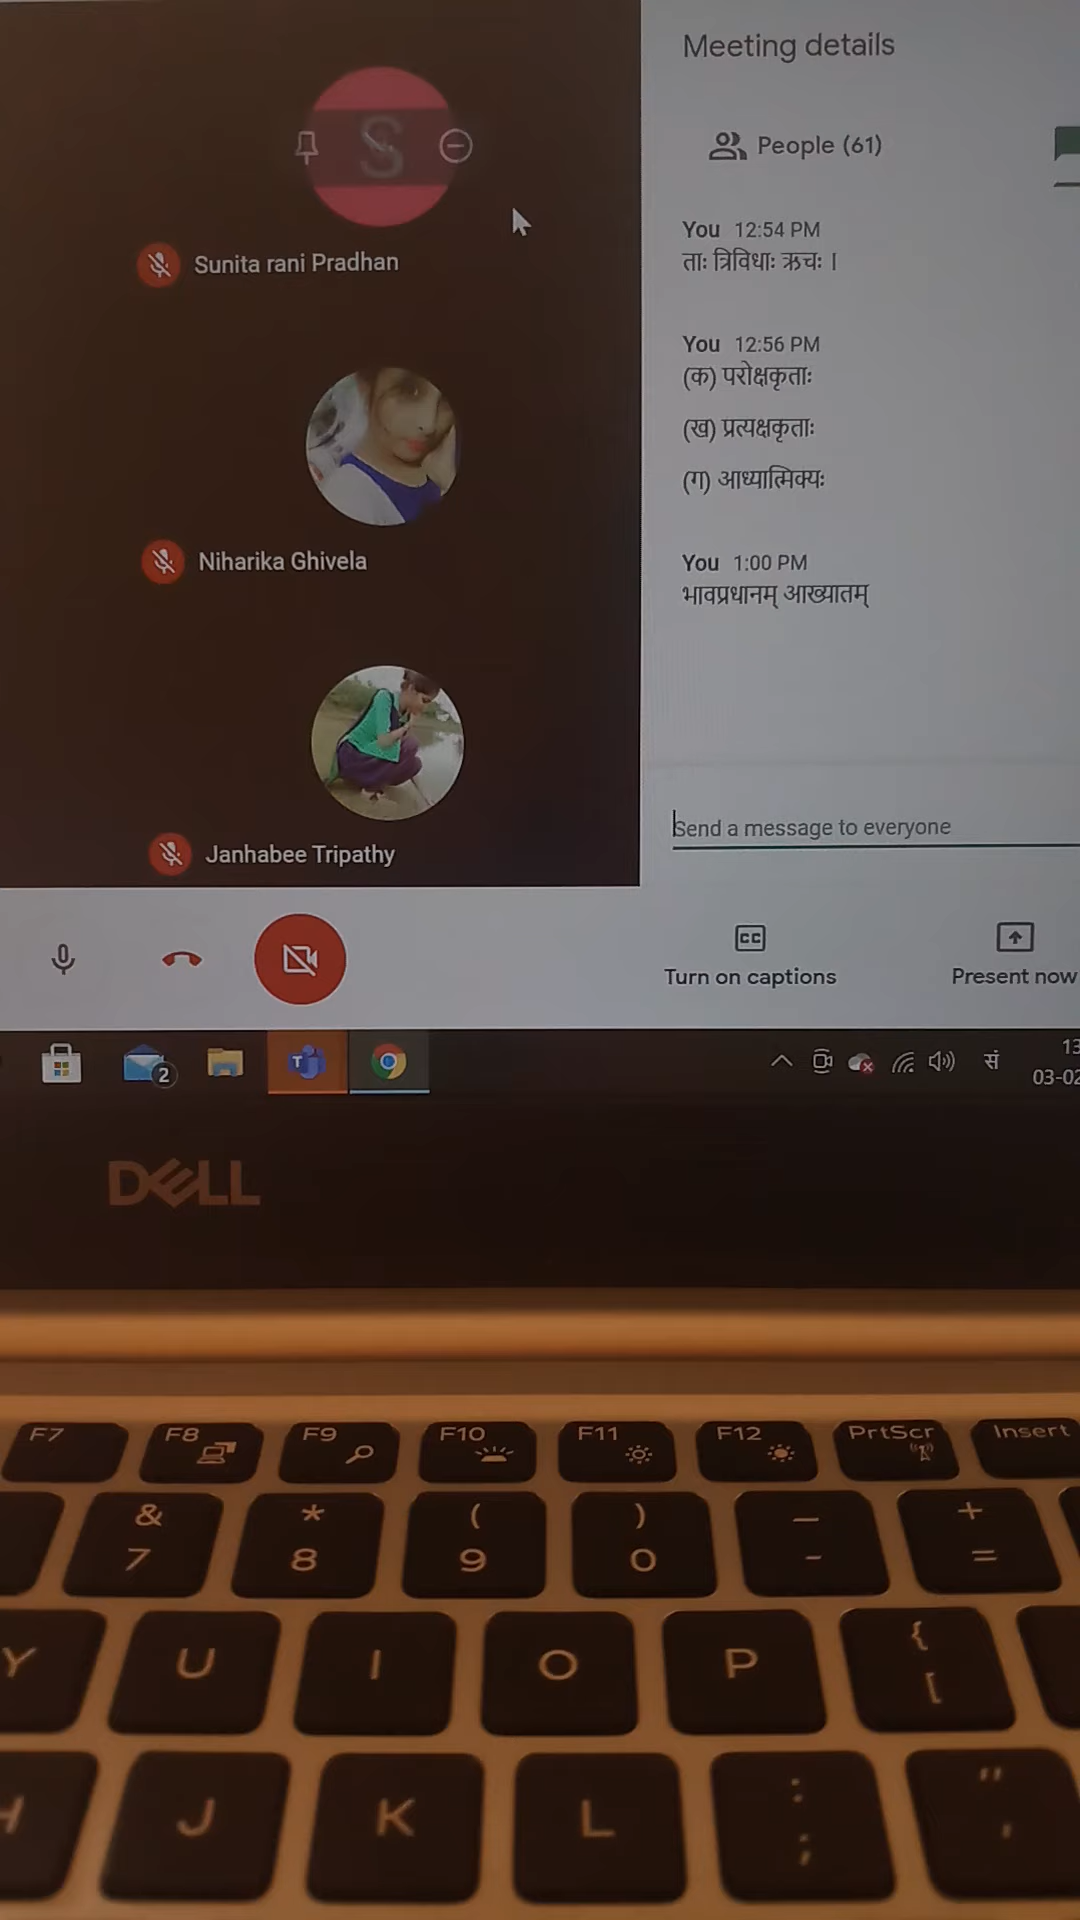 Meeting details
S
People (61)
You 12:54 PM
ताः त्रिविधाः ऋचः ।
Sunita rani Pradhan
You 12:56 PM
(क) परोक्षकृताः
(ख) प्रत्यक्षकृताः
(ग) आध्यात्मिक्यः
Niharika Ghivela
You 1:00 PM
भावप्रधानम् आख्यातम्
Send a message to everyone
Janhabee Tripathy
CC
Turn on captions
Present now
2
T
सं
13
03-02
DELL
F7 F8 F9 F10 F11 F12 PrtScr Insert
& * ( ) — +
7 8 9 0 - =
Y U I O P { [
H J K L : ; " '